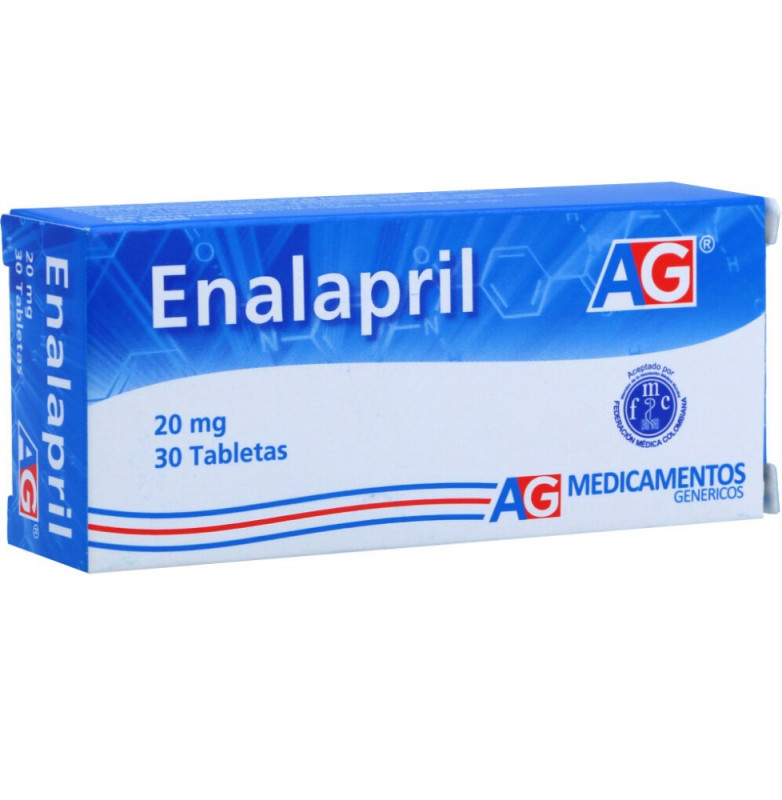 Enalapril
AG®
20 mg
30 Tabletas
Aceptado por
fmc
FEDERACIÓN MÉDICA COLOMBIANA
AG MEDICAMENTOS
GENERICOS
Enalapril
20 mg
30 Tabletas
AG®